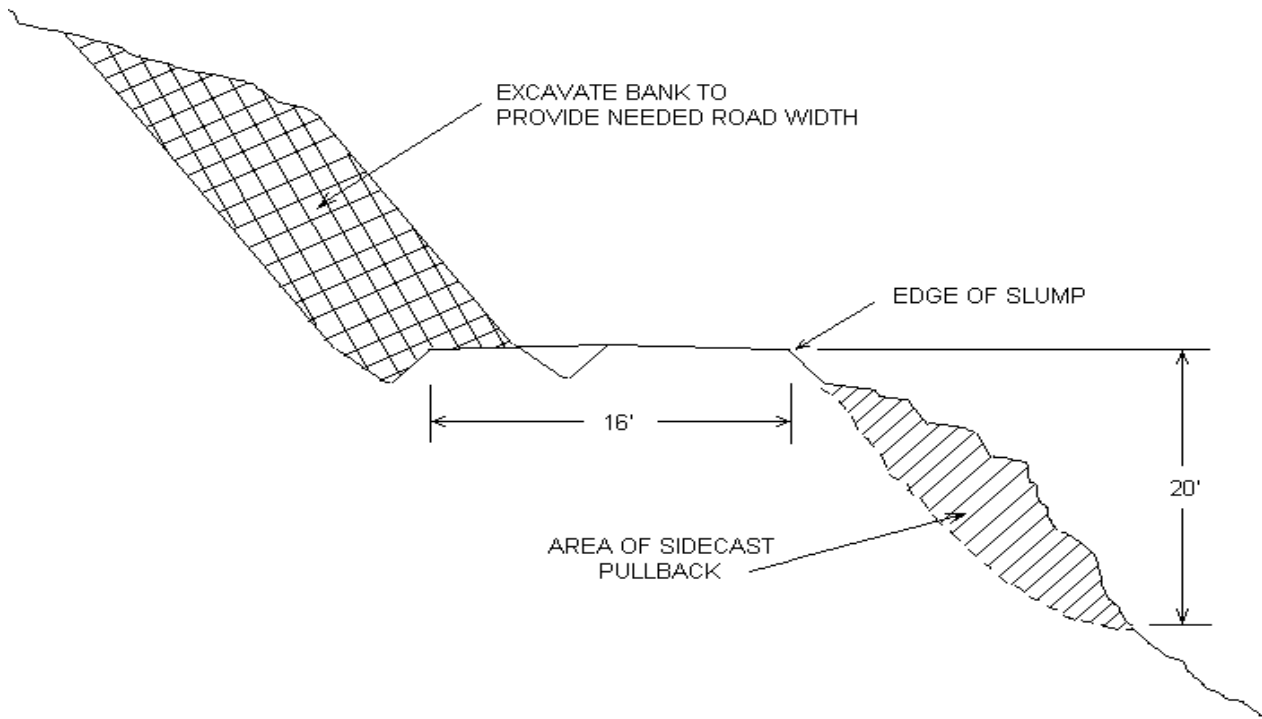 EXCAVATE BANK TO
PROVIDE NEEDED ROAD WIDTH
EDGE OF SLUMP
16'
20'
AREA OF SIDECAST
PULLBACK